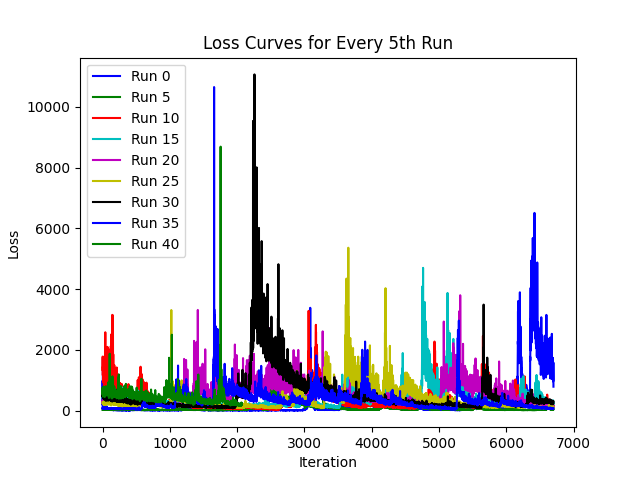 Loss Curves for Every 5th Run
Run 0
Run 5
Run 10
Run 15
Run 20
Run 25
Run 30
Run 35
Run 40
Loss
10000
8000
6000
4000
2000
0
0 1000 2000 3000 4000 5000 6000 7000
Iteration